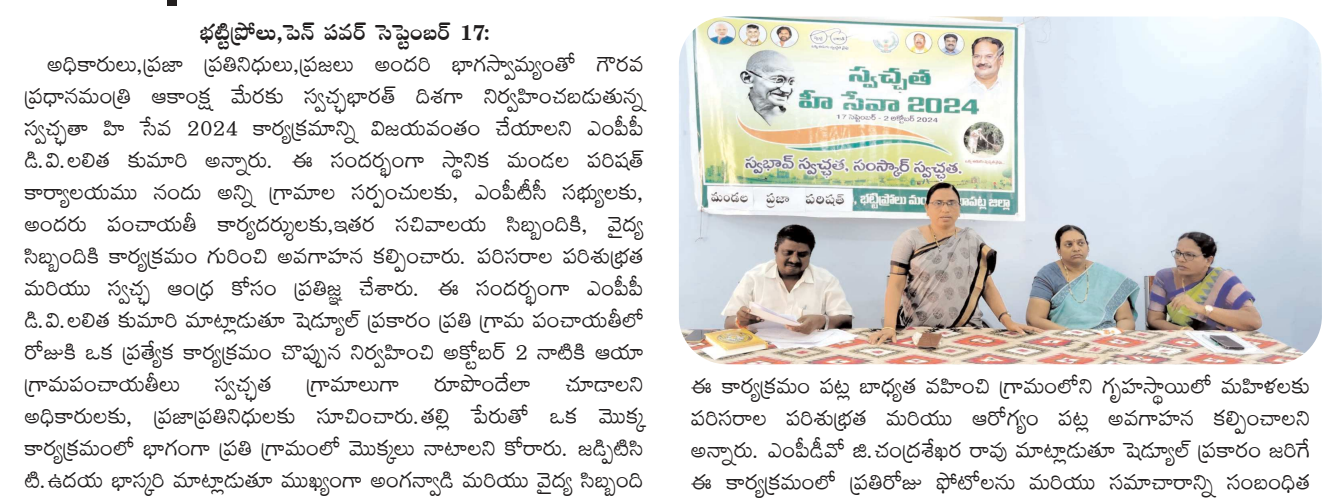 భట్టిప్రోలు,పెన్ పవర్ సెప్టెంబర్ 17:
అధికారులు,ప్రజా ప్రతినిధులు,ప్రజలు అందరి భాగస్వామ్యంతో గౌరవ
ప్రధానమంత్రి ఆకాంక్ష మేరకు స్వచ్ఛభారత్ దిశగా నిర్వహించబడుతున్న
స్వచ్ఛతా హి సేవ 2024 కార్యక్రమాన్ని విజయవంతం చేయాలని ఎంపీపీ
డి.వి.లలిత కుమారి అన్నారు. ఈ సందర్భంగా స్థానిక మండల పరిషత్
కార్యాలయము నందు అన్ని గ్రామాల సర్పంచులకు, ఎంపీటీసీ సభ్యులకు,
అందరు పంచాయతీ కార్యదర్శులకు,ఇతర సచివాలయ సిబ్బందికి, వైద్య
సిబ్బందికి కార్యక్రమం గురించి అవగాహన కల్పించారు. పరిసరాల పరిశుభ్రత
మరియు స్వచ్ఛ ఆంధ్ర కోసం ప్రతిజ్ఞ చేశారు. ఈ సందర్భంగా ఎంపీపీ
డి.వి.లలిత కుమారి మాట్లాడుతూ షెడ్యూల్ ప్రకారం ప్రతి గ్రామ పంచాయతీలో
రోజుకి ఒక ప్రత్యేక కార్యక్రమం చొప్పున నిర్వహించి అక్టోబర్ 2 నాటికి ఆయా
గ్రామపంచాయతీలు స్వచ్ఛత గ్రామాలుగా రూపొందేలా చూడాలని
అధికారులకు, ప్రజాప్రతినిధులకు సూచించారు.తల్లి పేరుతో ఒక మొక్క
కార్యక్రమంలో భాగంగా ప్రతి గ్రామంలో మొక్కలు నాటాలని కోరారు. జడ్పిటిసి
టి.ఉదయ భాస్కరి మాట్లాడుతూ ముఖ్యంగా అంగన్వాడి మరియు వైద్య సిబ్బంది
స్వచ్ఛత
హీ సేవా 2024
17 సెప్టెంబర్ - 2 అక్టోబర్ 2024
స్వభావ్ స్వచ్ఛత, సంస్కార్ స్వచ్ఛత.
మండల ప్రజా పరిషత్, భట్టిప్రోలు జిల్లా
ఈ కార్యక్రమం పట్ల బాధ్యత వహించి గ్రామంలోని గృహస్థాయిలో మహిళలకు
పరిసరాల పరిశుభ్రత మరియు ఆరోగ్యం పట్ల అవగాహన కల్పించాలని
అన్నారు. ఎంపీడీవో జి.చంద్రశేఖర రావు మాట్లాడుతూ షెడ్యూల్ ప్రకారం జరిగే
ఈ కార్యక్రమంలో ప్రతిరోజు ఫోటోలను మరియు సమాచారాన్ని సంబంధిత